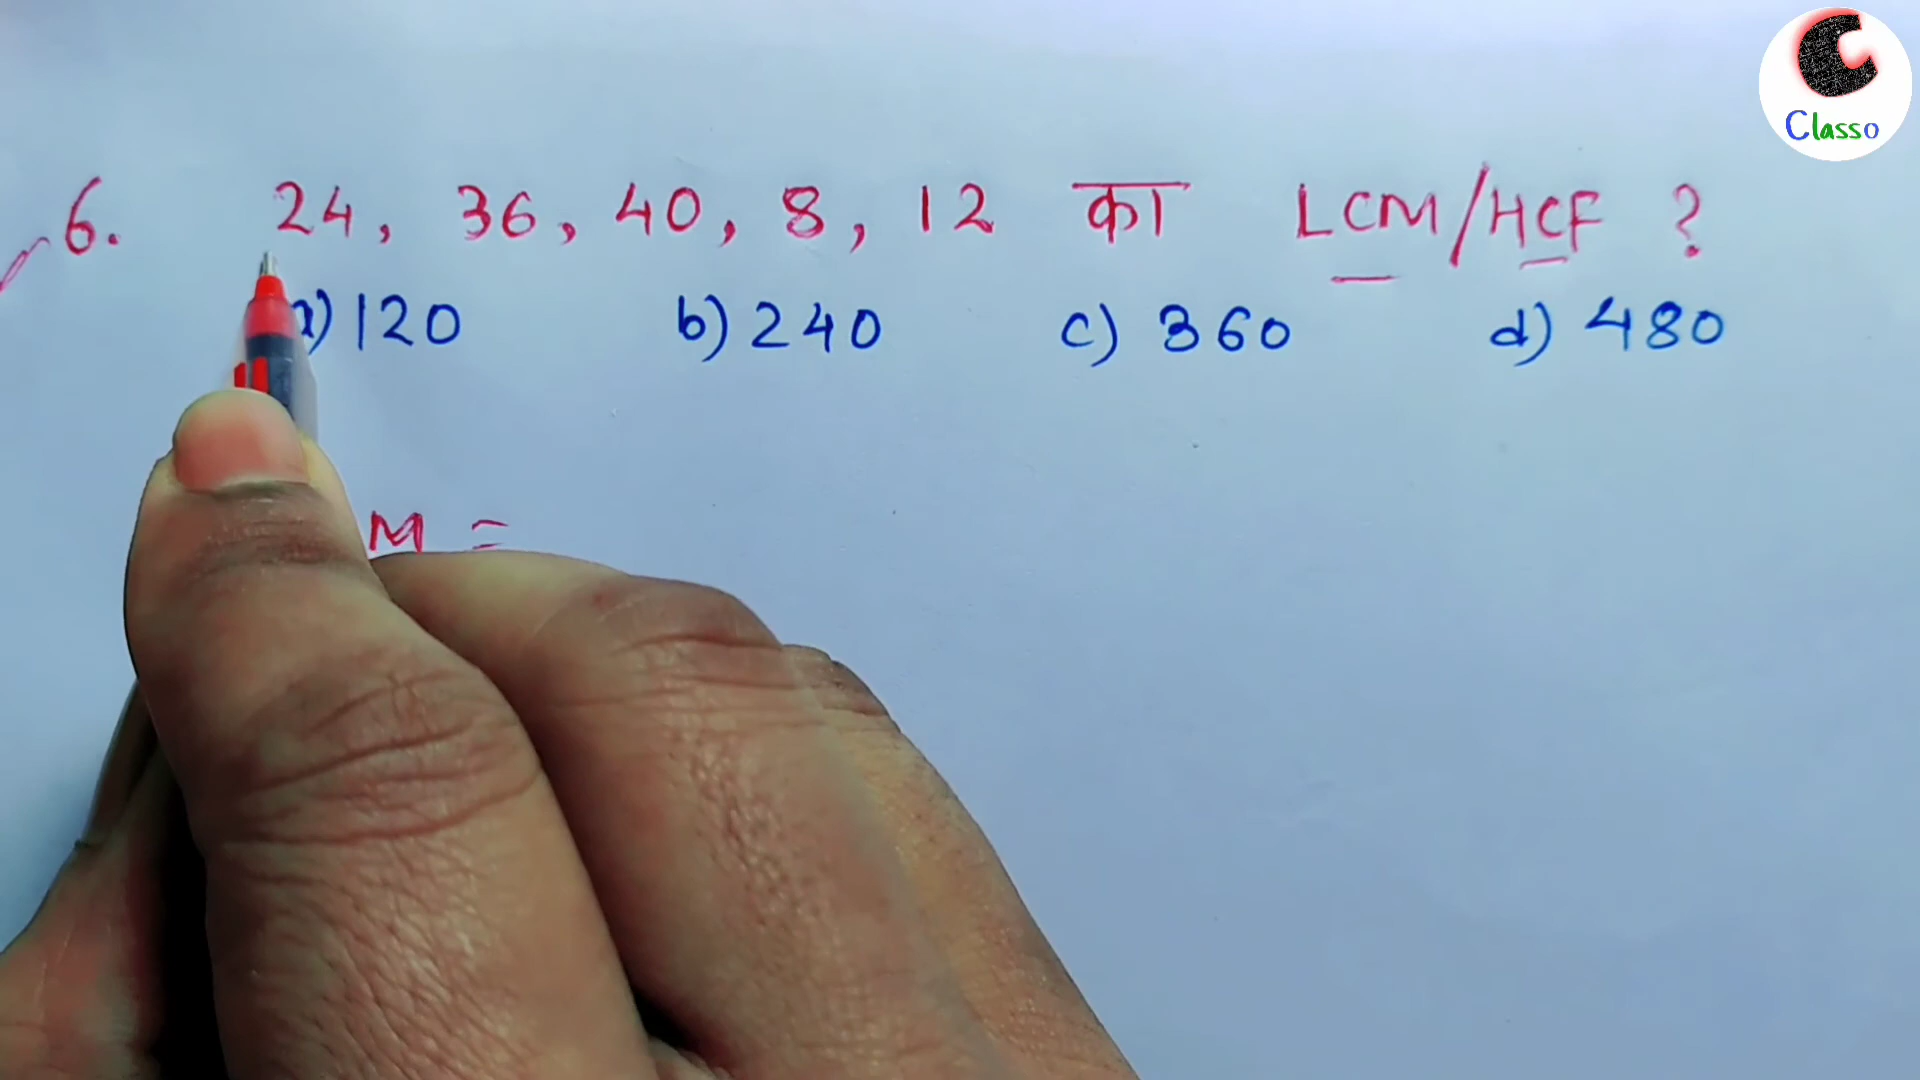 C
Classo
6. 24, 36, 40, 8, 12 का LCM/HCF ?
a) 120 b) 240 c) 360 d) 480
M =